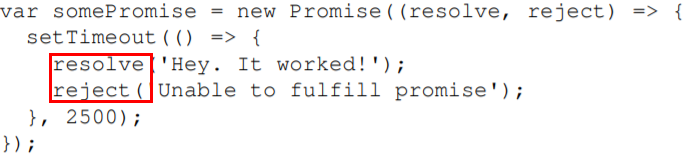 var somePromise = new Promise((resolve, reject) => {
  setTimeout(() => {
    resolve('Hey. It worked!');
    reject('Unable to fulfill promise');
  }, 2500);
});